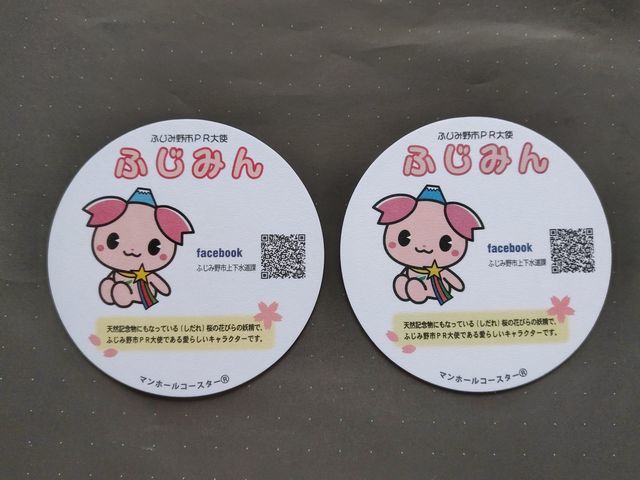 ふじみ野市PR大使
ふじみん
facebook
ふじみ野市上下水道課
天然記念物にもなっている(しだれ)桜の花びらの妖精で、
ふじみ野市PR大使である愛らしいキャラクターです。
マンホールコースター®
ふじみ野市PR大使
ふじみん
facebook
ふじみ野市上下水道課
天然記念物にもなっている(しだれ)桜の花びらの妖精で、
ふじみ野市PR大使である愛らしいキャラクターです。
マンホールコースター®